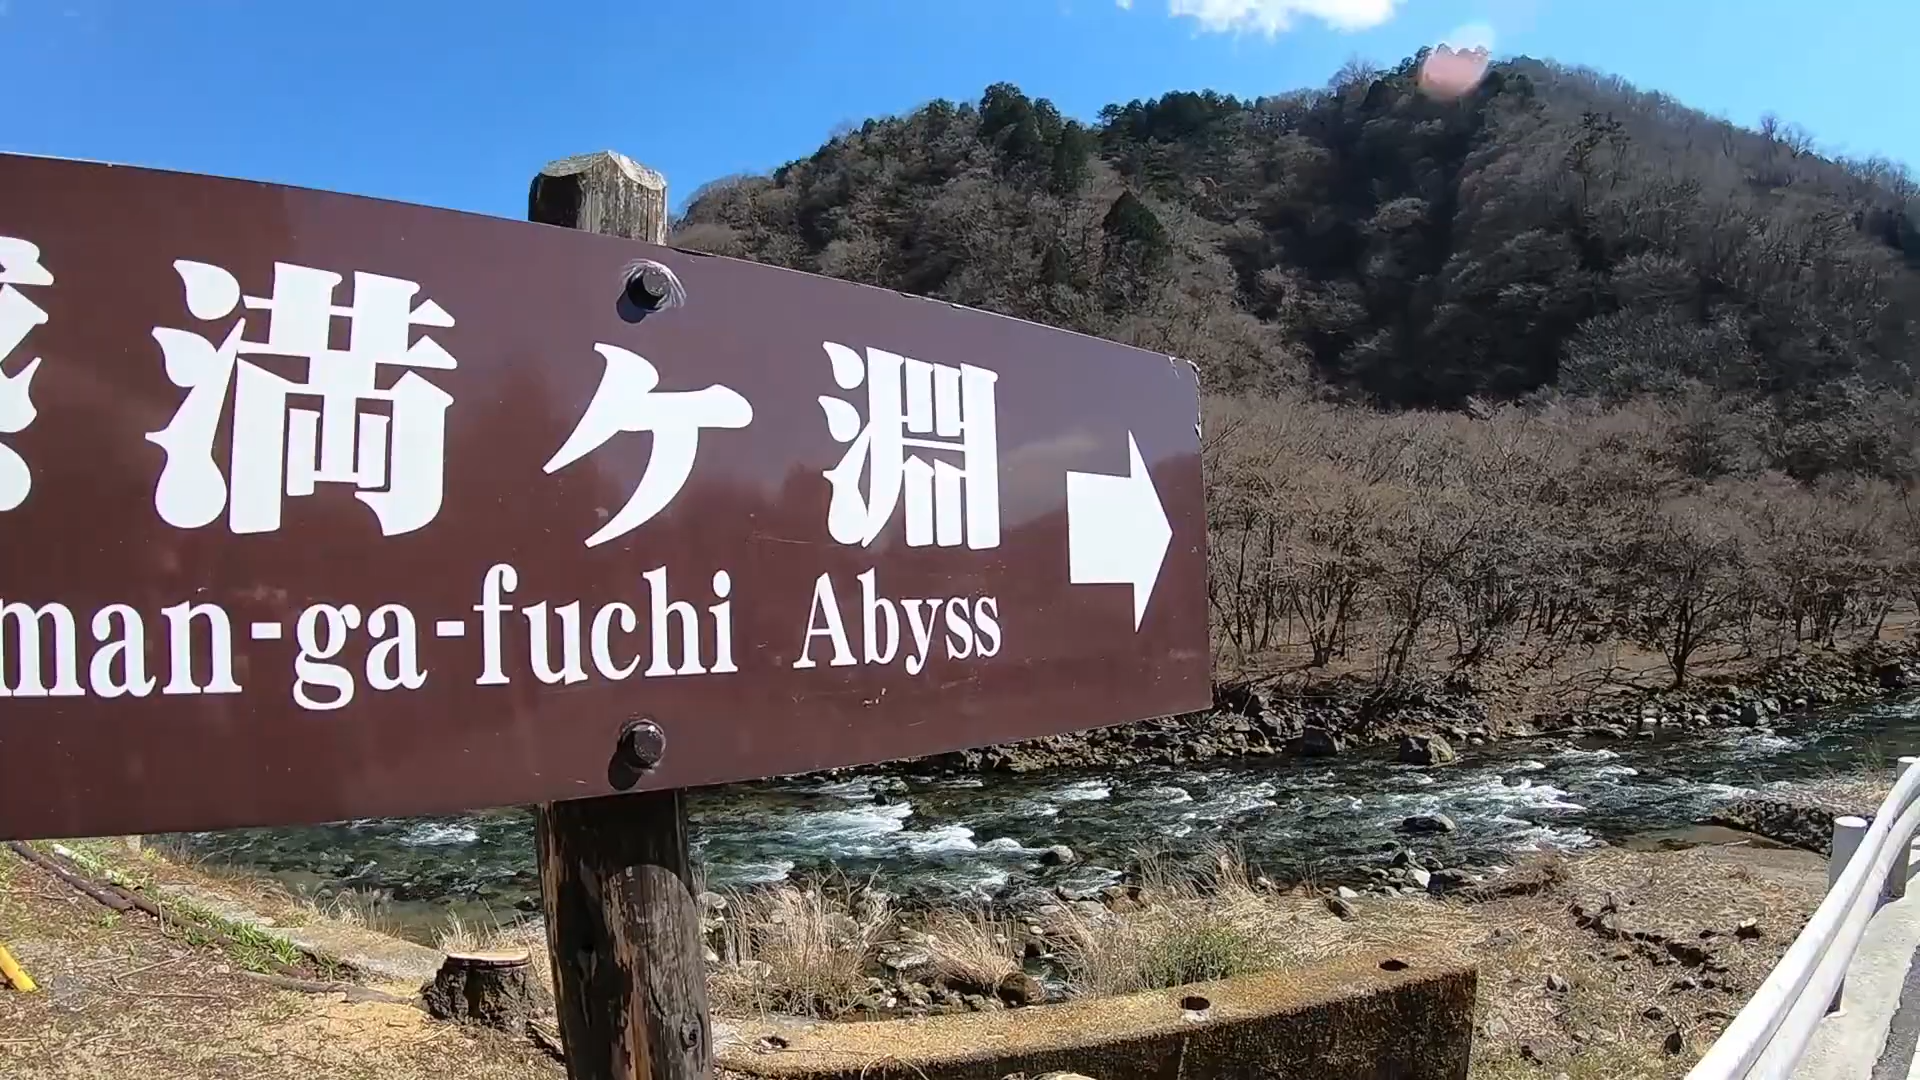 満ケ淵
man-ga-fuchi Abyss